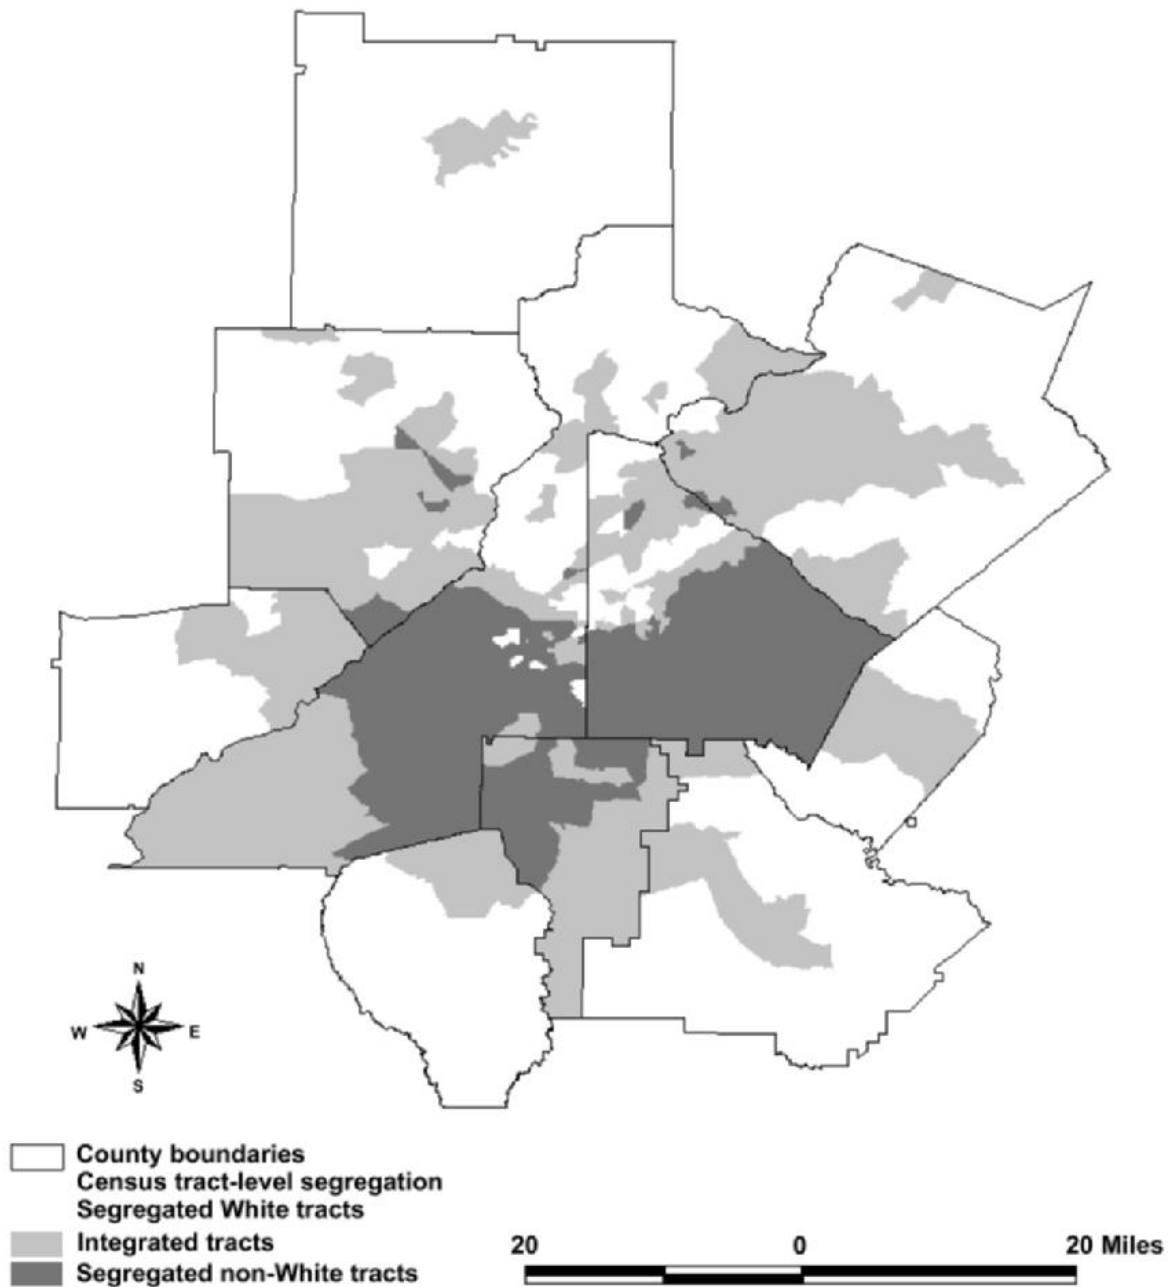 N
W E
S
County boundaries
Census tract-level segregation
Segregated White tracts
Integrated tracts
Segregated non-White tracts
20 0 20 Miles